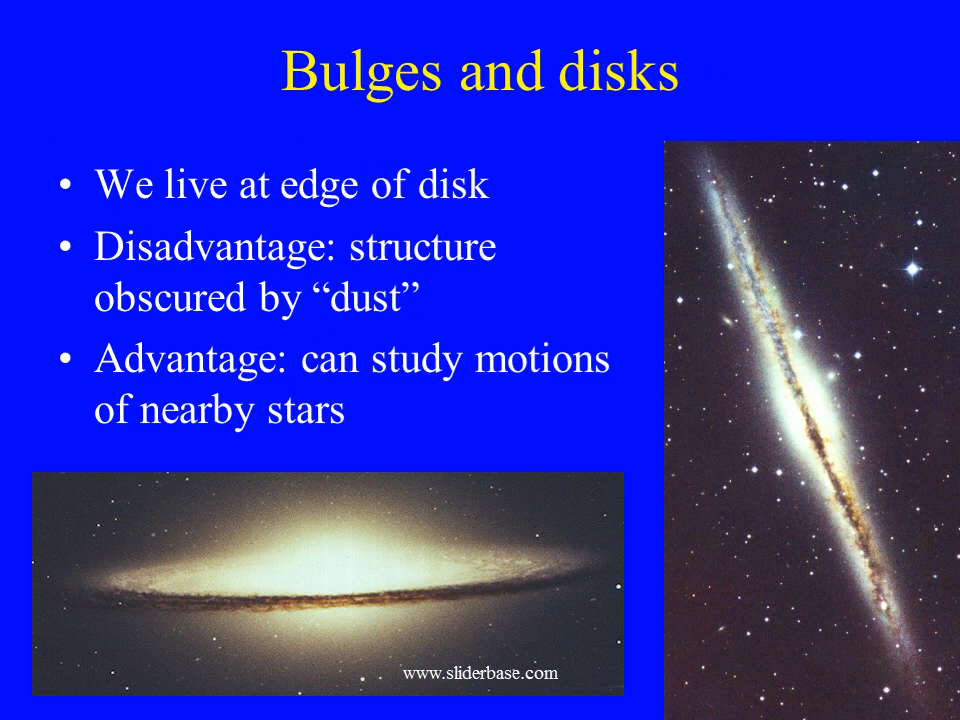 Bulges and disks
• We live at edge of disk
• Disadvantage: structure
obscured by “dust”
• Advantage: can study motions
of nearby stars
www.sliderbase.com